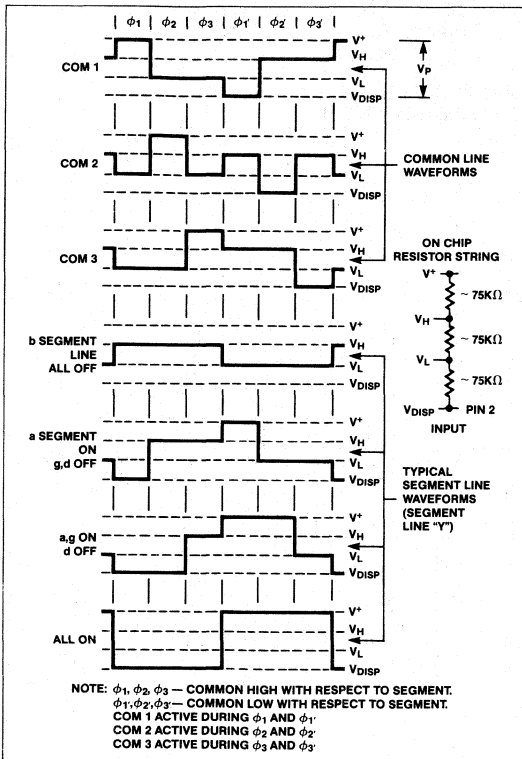 ϕ1 ϕ2 ϕ3 ϕ1' ϕ2' ϕ3'
COM 1
V+
VH
VL
VDISP
VP
COM 2
V+
VH
VL
VDISP
COMMON LINE
WAVEFORMS
COM 3
V+
VH
VL
VDISP
ON CHIP
RESISTOR STRING
V+
~ 75KΩ
VH
~ 75KΩ
VL
~ 75KΩ
VDISP PIN 2
INPUT
b SEGMENT
LINE
ALL OFF
V+
VH
VL
VDISP
a SEGMENT
ON
g,d OFF
V+
VH
VL
VDISP
TYPICAL
SEGMENT LINE
WAVEFORMS
(SEGMENT
LINE “Y”)
a,g ON
d OFF
V+
VH
VL
VDISP
ALL ON
V+
VH
VL
VDISP
NOTE: ϕ1, ϕ2, ϕ3 — COMMON HIGH WITH RESPECT TO SEGMENT.
ϕ1',ϕ2',ϕ3' — COMMON LOW WITH RESPECT TO SEGMENT.
COM 1 ACTIVE DURING ϕ1 AND ϕ1'
COM 2 ACTIVE DURING ϕ2 AND ϕ2'
COM 3 ACTIVE DURING ϕ3 AND ϕ3'